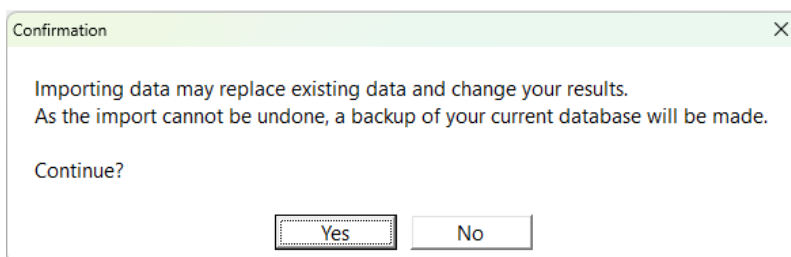 Confirmation
Importing data may replace existing data and change your results.
As the import cannot be undone, a backup of your current database will be made.
Continue?
Yes
No